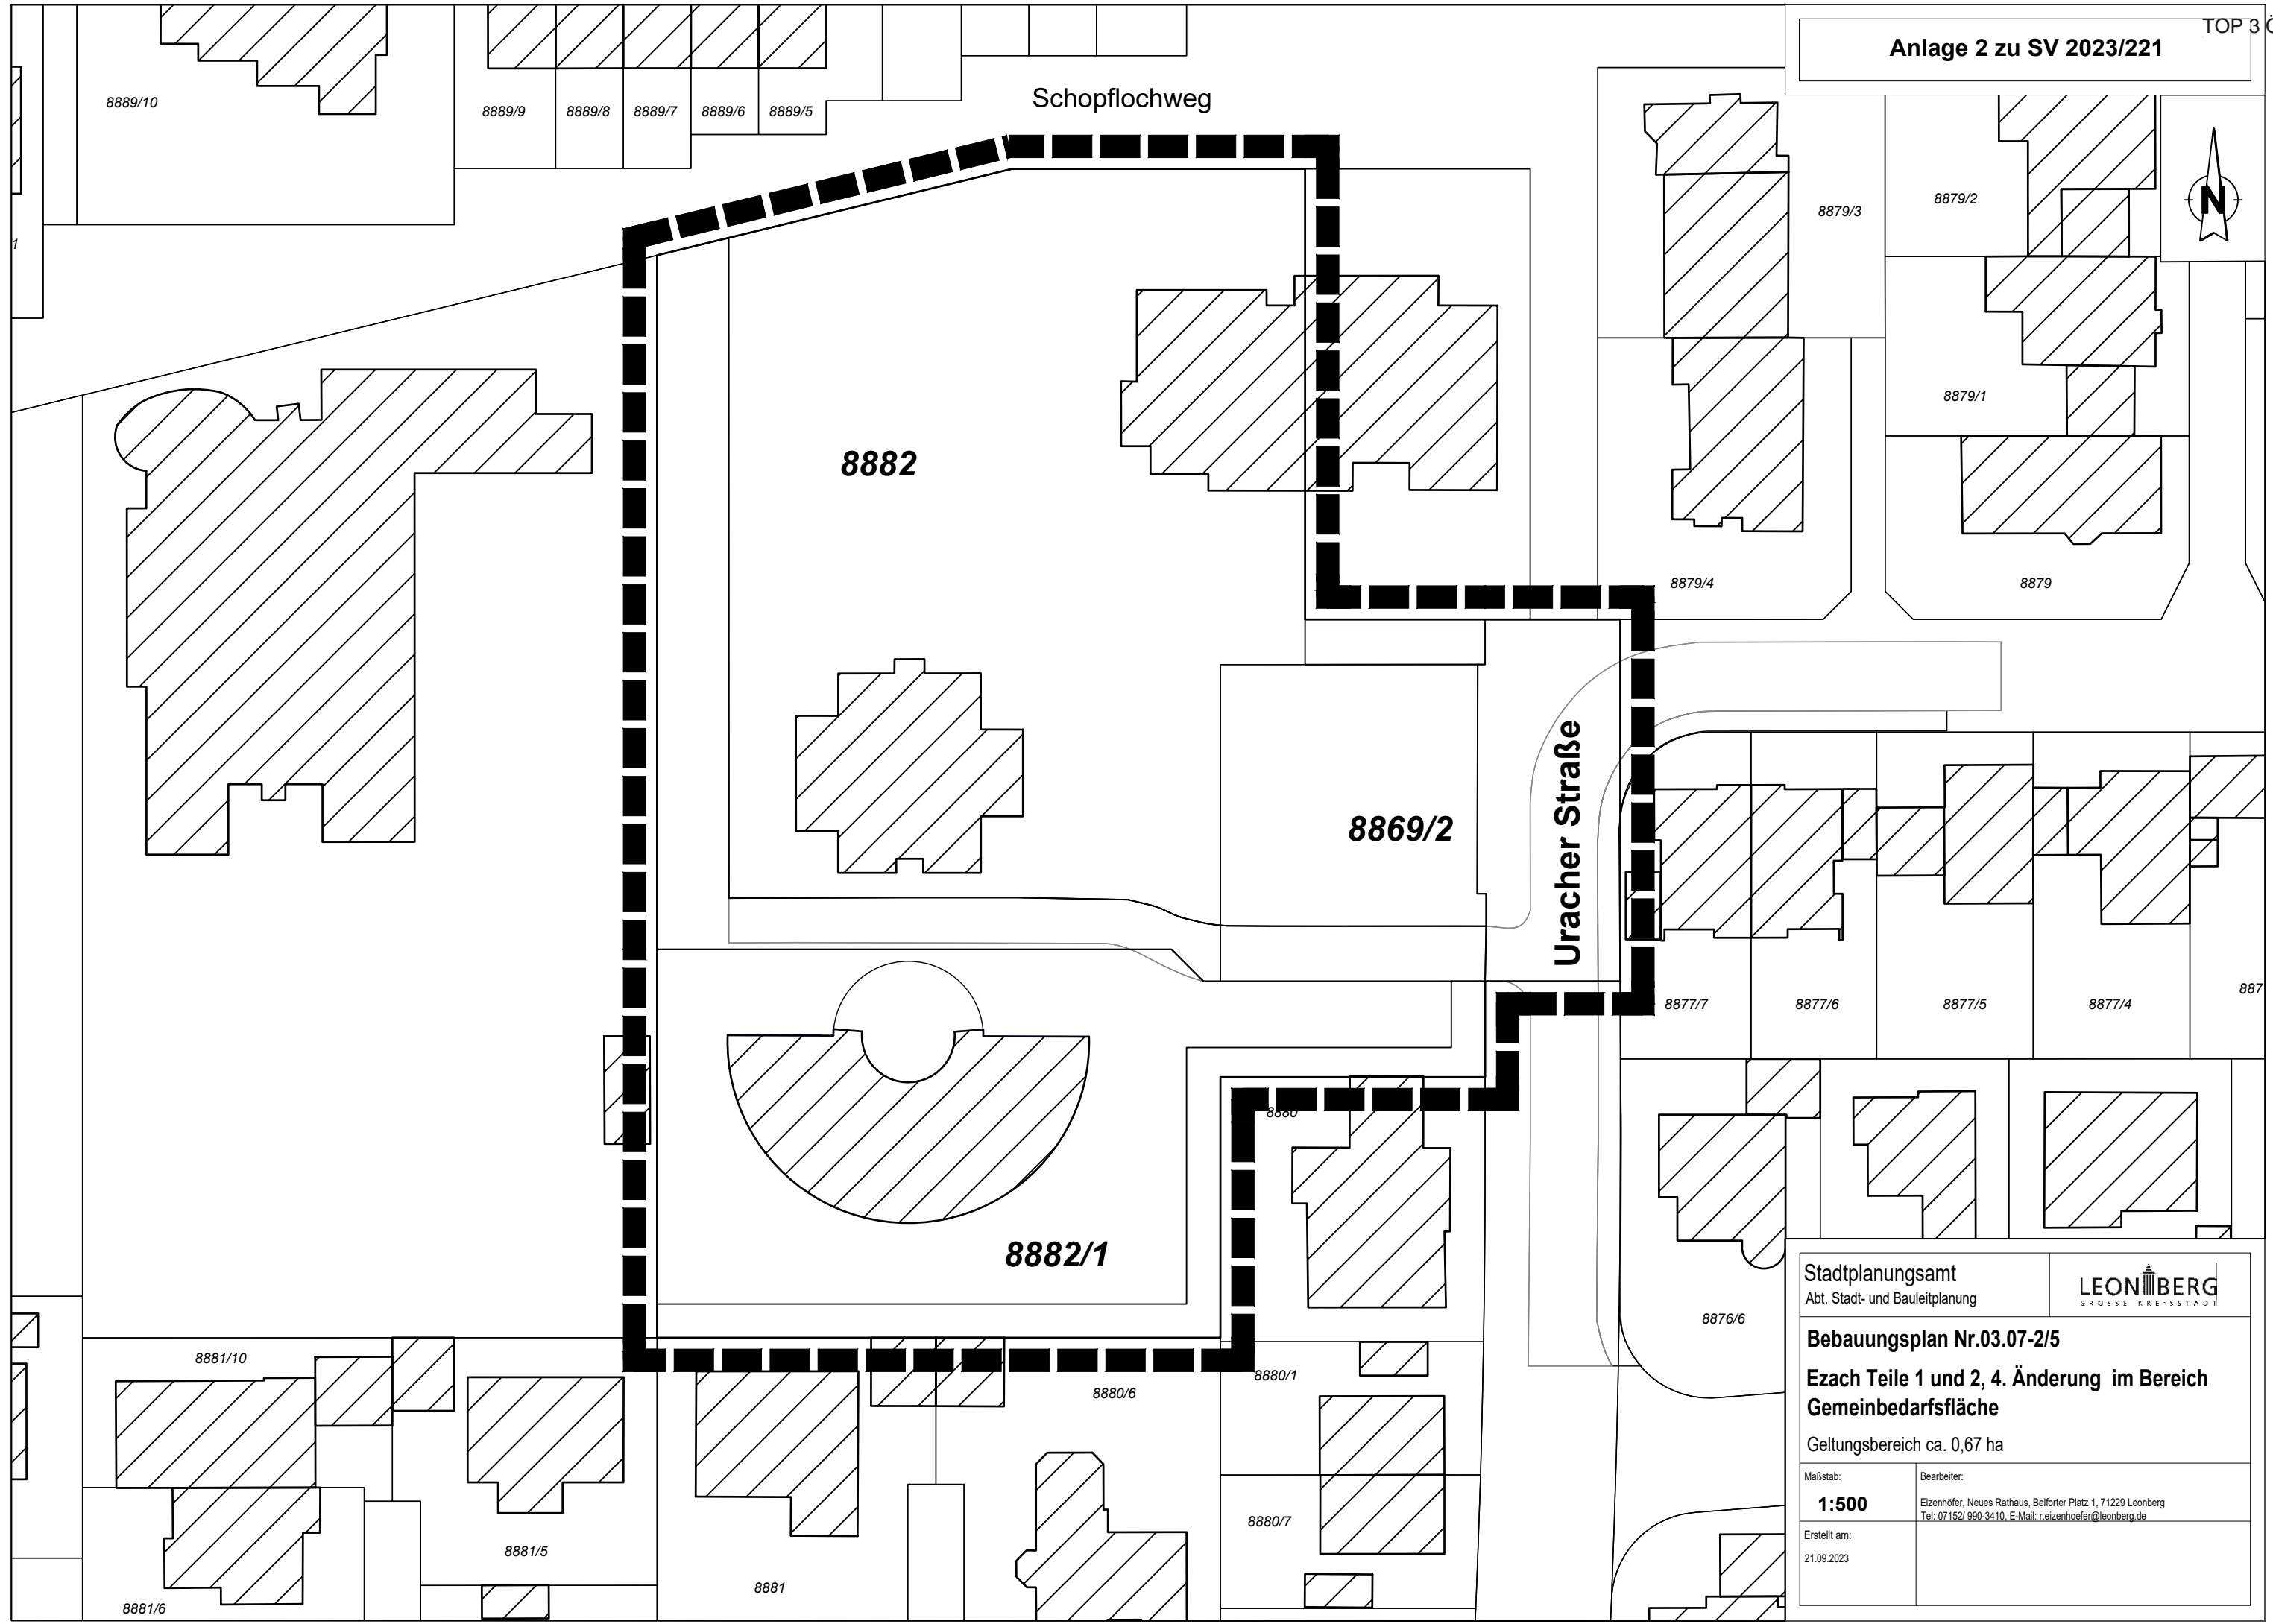 TOP 3 Ö
Anlage 2 zu SV 2023/221
Schopflochweg
8889/10
8889/9
8889/8
8889/7
8889/6
8889/5
8879/3
8879/2
N
1
8879/1
8882
8879/4
8879
Uracher Straße
8869/2
8877/7
8877/6
8877/5
8877/4
887
8880
8882/1
8876/6
8881/10
8880/6
8880/1
8880/7
8881/5
8881
8881/6
Stadtplanungsamt
Abt. Stadt- und Bauleitplanung
LEONBERG
GROSSE KREISSTADT
Bebauungsplan Nr.03.07-2/5
Ezach Teile 1 und 2, 4. Änderung im Bereich
Gemeinbedarfsfläche
Geltungsbereich ca. 0,67 ha
Maßstab:
1:500
Bearbeiter:
Eizenhöfer, Neues Rathaus, Belforter Platz 1, 71229 Leonberg
Tel: 07152/ 990-3410, E-Mail: r.eizenhoefer@leonberg.de
Erstellt am:
21.09.2023